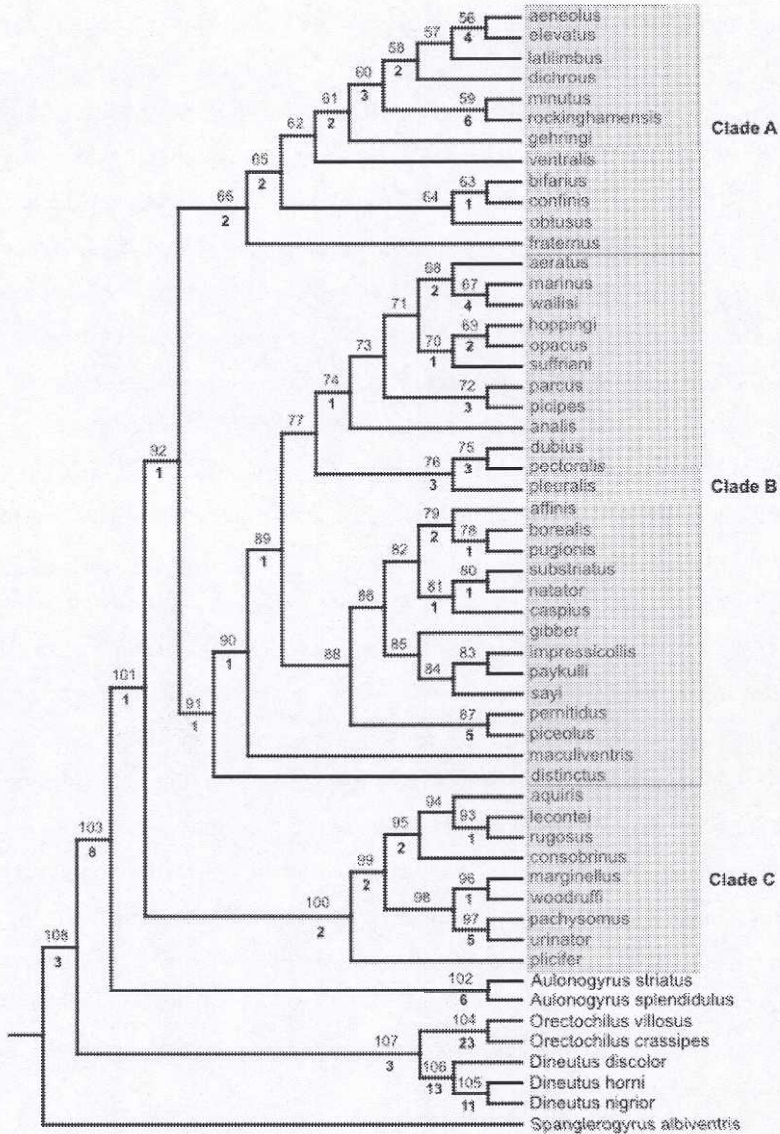 56
aeneolus
4
elevatus
57
latilimbus
58
2
dichrous
60
3
59
minutus
6
rockinghamensis
61
2
gehringi
Clade A
62
ventralis
65
2
63
bifarius
1
confinis
64
obtusus
66
2
fraternus
68
2
aeratus
67
marinus
4
wallisi
71
69
hoppingi
2
opacus
70
1
suffriani
73
72
parcus
3
picipes
74
1
analis
77
75
dubius
3
pectoralis
76
3
pleuralis
92
1
Clade B
79
2
affinis
78
borealis
1
pugionis
82
80
substriatus
1
natator
81
1
caspius
89
1
86
gibber
85
83
impressicollis
paykulli
84
sayi
88
87
pernitidus
5
piceolus
90
1
maculiventris
91
1
distinctus
101
1
94
aquiris
93
lecontei
1
rugosus
95
2
consobrinus
99
2
96
marginellus
1
woodruffi
98
97
pachysomus
5
urinator
100
2
plicifer
Clade C
103
8
102
Aulonogyrus striatus
6
Aulonogyrus splendidulus
108
3
104
Orectochilus villosus
23
Orectochilus crassipes
107
3
106
13
Dineutus discolor
105
Dineutus horni
11
Dineutus nigrior
Spanglerogyrus albiventris